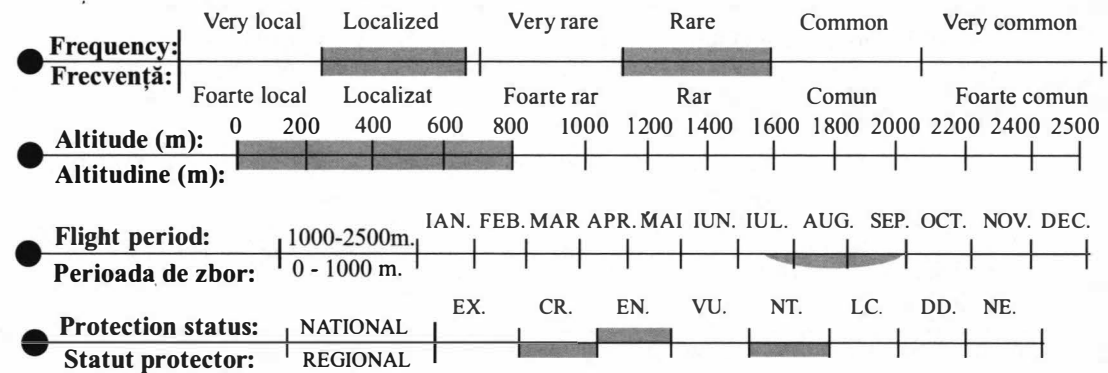 Very local Localized Very rare Rare Common Very common
Frequency:
Frecvență:
Foarte local Localizat Foarte rar Rar Comun Foarte comun
Altitude (m): 0 200 400 600 800 1000 1200 1400 1600 1800 2000 2200 2400 2500
Altitudine (m):
IAN. FEB. MAR APR. MAI IUN. IUL. AUG. SEP. OCT. NOV. DEC.
Flight period: 1000-2500m.
Perioada de zbor: 0 - 1000 m.
EX. CR. EN. VU. NT. LC. DD. NE.
Protection status: NATIONAL
Statut protector: REGIONAL